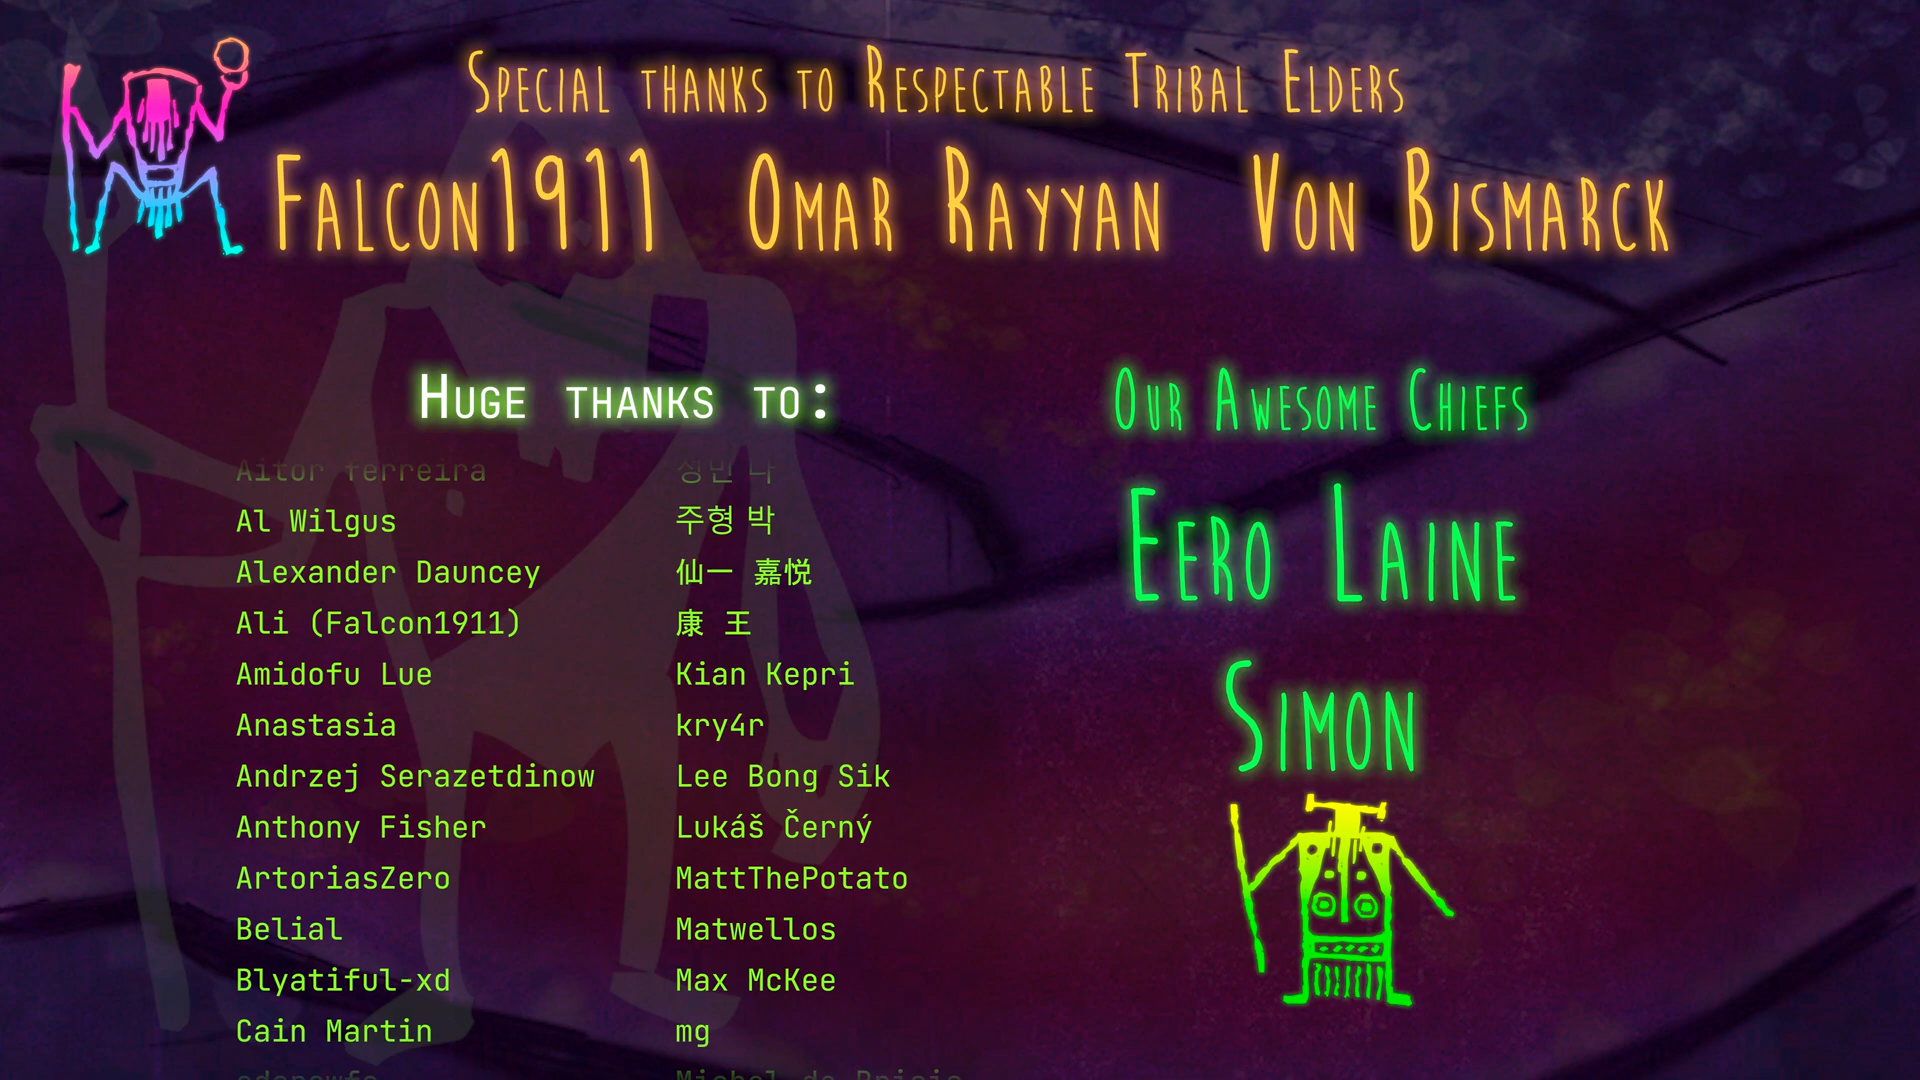 Special thanks to Respectable Tribal Elders
Falcon1911 Omar Rayyan Von Bismarck
Huge thanks to:
Aitor ferreira
Al Wilgus
Alexander Dauncey
Ali (Falcon1911)
Amidofu Lue
Anastasia
Andrzej Serazetdinow
Anthony Fisher
ArtoriasZero
Belial
Blyatiful-xd
Cain Martin
주형 박
仙一 嘉悦
康 王
Kian Kepri
kry4r
Lee Bong Sik
Lukáš Černý
MattThePotato
Matwellos
Max McKee
mg
Our Awesome Chiefs
Eero Laine
Simon